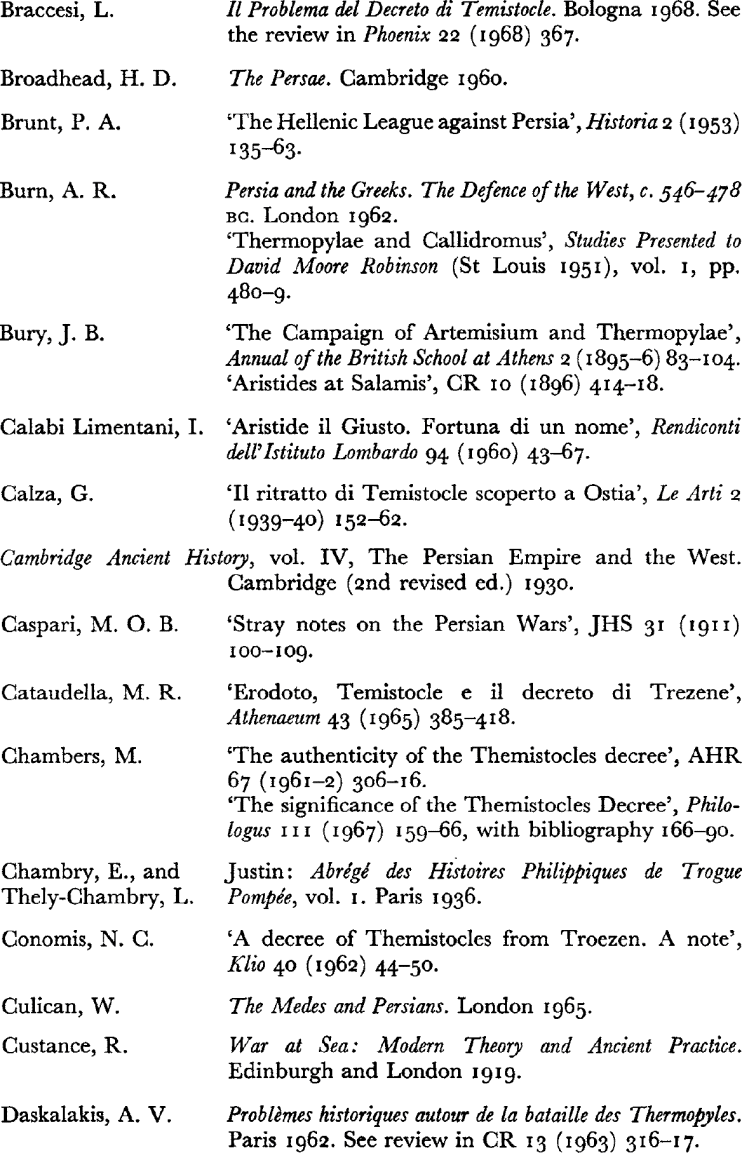 Braccesi, L. Il Problema del Decreto di Temistocle. Bologna 1968. See
the review in Phoenix 22 (1968) 367.
Broadhead, H. D. The Persae. Cambridge 1960.
Brunt, P. A. ‘The Hellenic League against Persia’, Historia 2 (1953)
135–63.
Burn, A. R. Persia and the Greeks. The Defence of the West, c. 546–478
BC. London 1962.
‘Thermopylae and Callidromus’, Studies Presented to
David Moore Robinson (St Louis 1951), vol. 1, pp.
480–9.
Bury, J. B. ‘The Campaign of Artemisium and Thermopylae’,
Annual of the British School at Athens 2 (1895–6) 83–104.
‘Aristides at Salamis’, CR 10 (1896) 414–18.
Calabi Limentani, I. ‘Aristide il Giusto. Fortuna di un nome’, Rendiconti
dell’Istituto Lombardo 94 (1960) 43–67.
Calza, G. ‘Il ritratto di Temistocle scoperto a Ostia’, Le Arti 2
(1939–40) 152–62.
Cambridge Ancient History, vol. IV, The Persian Empire and the West.
Cambridge (2nd revised ed.) 1930.
Caspari, M. O. B. ‘Stray notes on the Persian Wars’, JHS 31 (1911)
100–109.
Cataudella, M. R. ‘Erodoto, Temistocle e il decreto di Trezene’,
Athenaeum 43 (1965) 385–418.
Chambers, M. ‘The authenticity of the Themistocles decree’, AHR
67 (1961–2) 306–16.
‘The significance of the Themistocles Decree’, Philo-
logus 111 (1967) 159–66, with bibliography 166–90.
Chambry, E., and Justin: Abrégé des Histoires Philippiques de Trogue
Thely-Chambry, L. Pompée, vol. 1. Paris 1936.
Conomis, N. C. ‘A decree of Themistocles from Troezen. A note’,
Klio 40 (1962) 44–50.
Culican, W. The Medes and Persians. London 1965.
Custance, R. War at Sea: Modern Theory and Ancient Practice.
Edinburgh and London 1919.
Daskalakis, A. V. Problèmes historiques autour de la bataille des Thermopyles.
Paris 1962. See review in CR 13 (1963) 316–17.